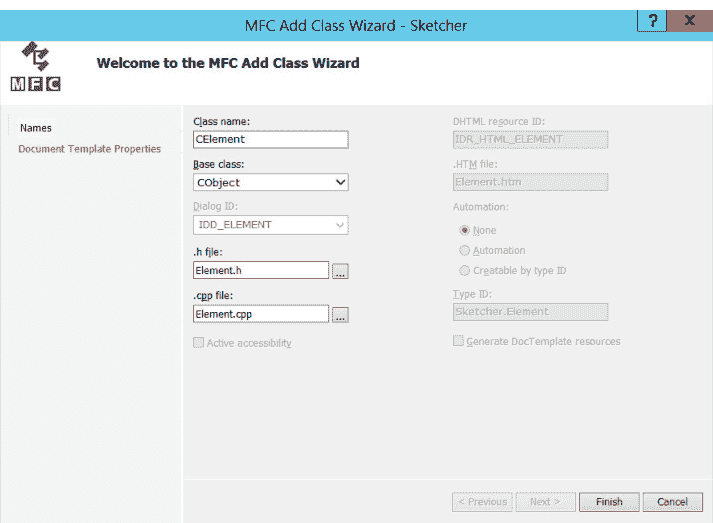 MFC Add Class Wizard - Sketcher
? X
MFC
Welcome to the MFC Add Class Wizard
Names
Document Template Properties
Class name:
CElement
Base class:
CObject
Dialog ID:
IDD_ELEMENT
.h file:
Element.h
...
.cpp file:
Element.cpp
...
Active accessibility
DHTML resource ID:
IDR_HTML_ELEMENT
.HTM file:
Element.htm
Automation:
None
Automation
Creatable by type ID
Type ID:
Sketcher.Element
Generate DocTemplate resources
< Previous
Next >
Finish
Cancel